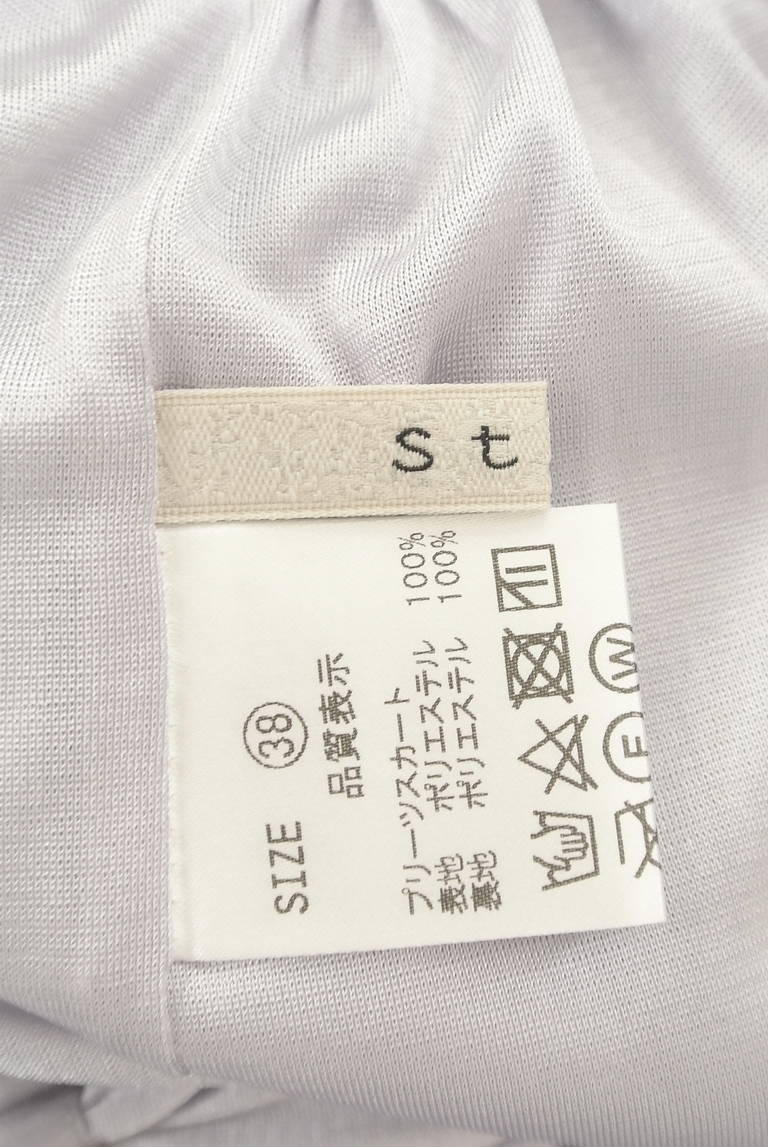 S t
SIZE 38
品質表示
プリーツスカート
表地 ポリエステル 100%
裏地 ポリエステル 100%
W
F